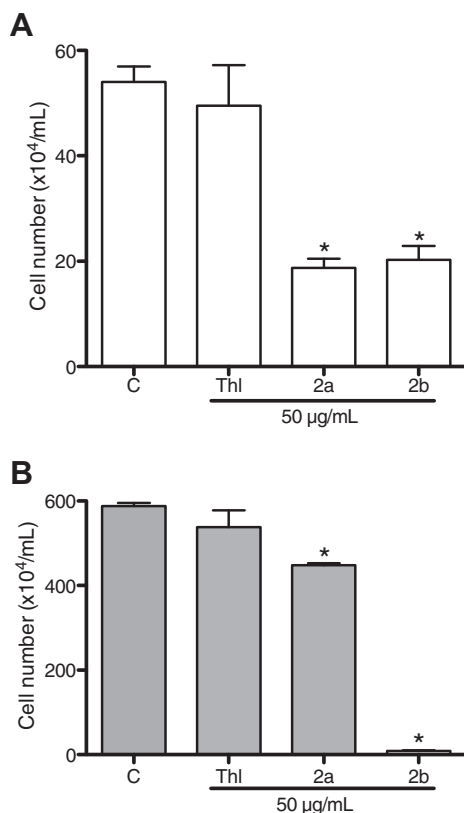 A
Cell number (x10⁴/mL)
60
40
20
0
*
*
C Thl 2a 2b
50 µg/mL
B
Cell number (x10⁴/mL)
600
400
200
0
*
*
C Thl 2a 2b
50 µg/mL